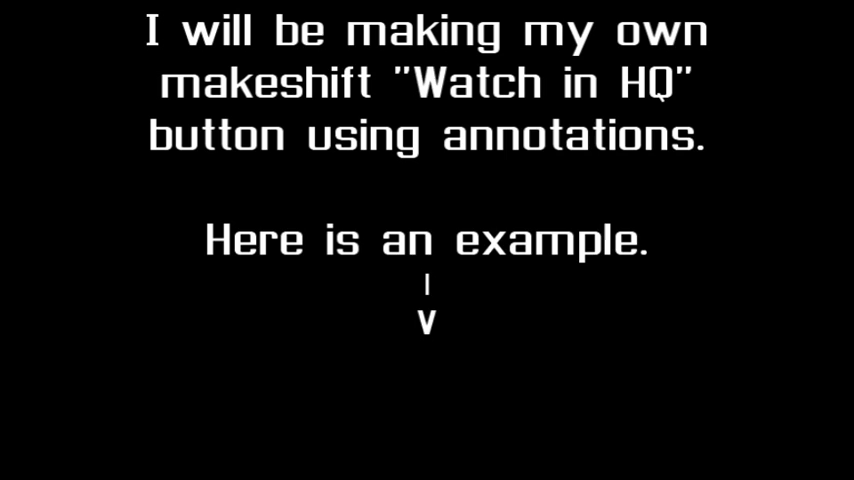 I will be making my own
makeshift "Watch in HQ"
button using annotations.
Here is an example.
|
V